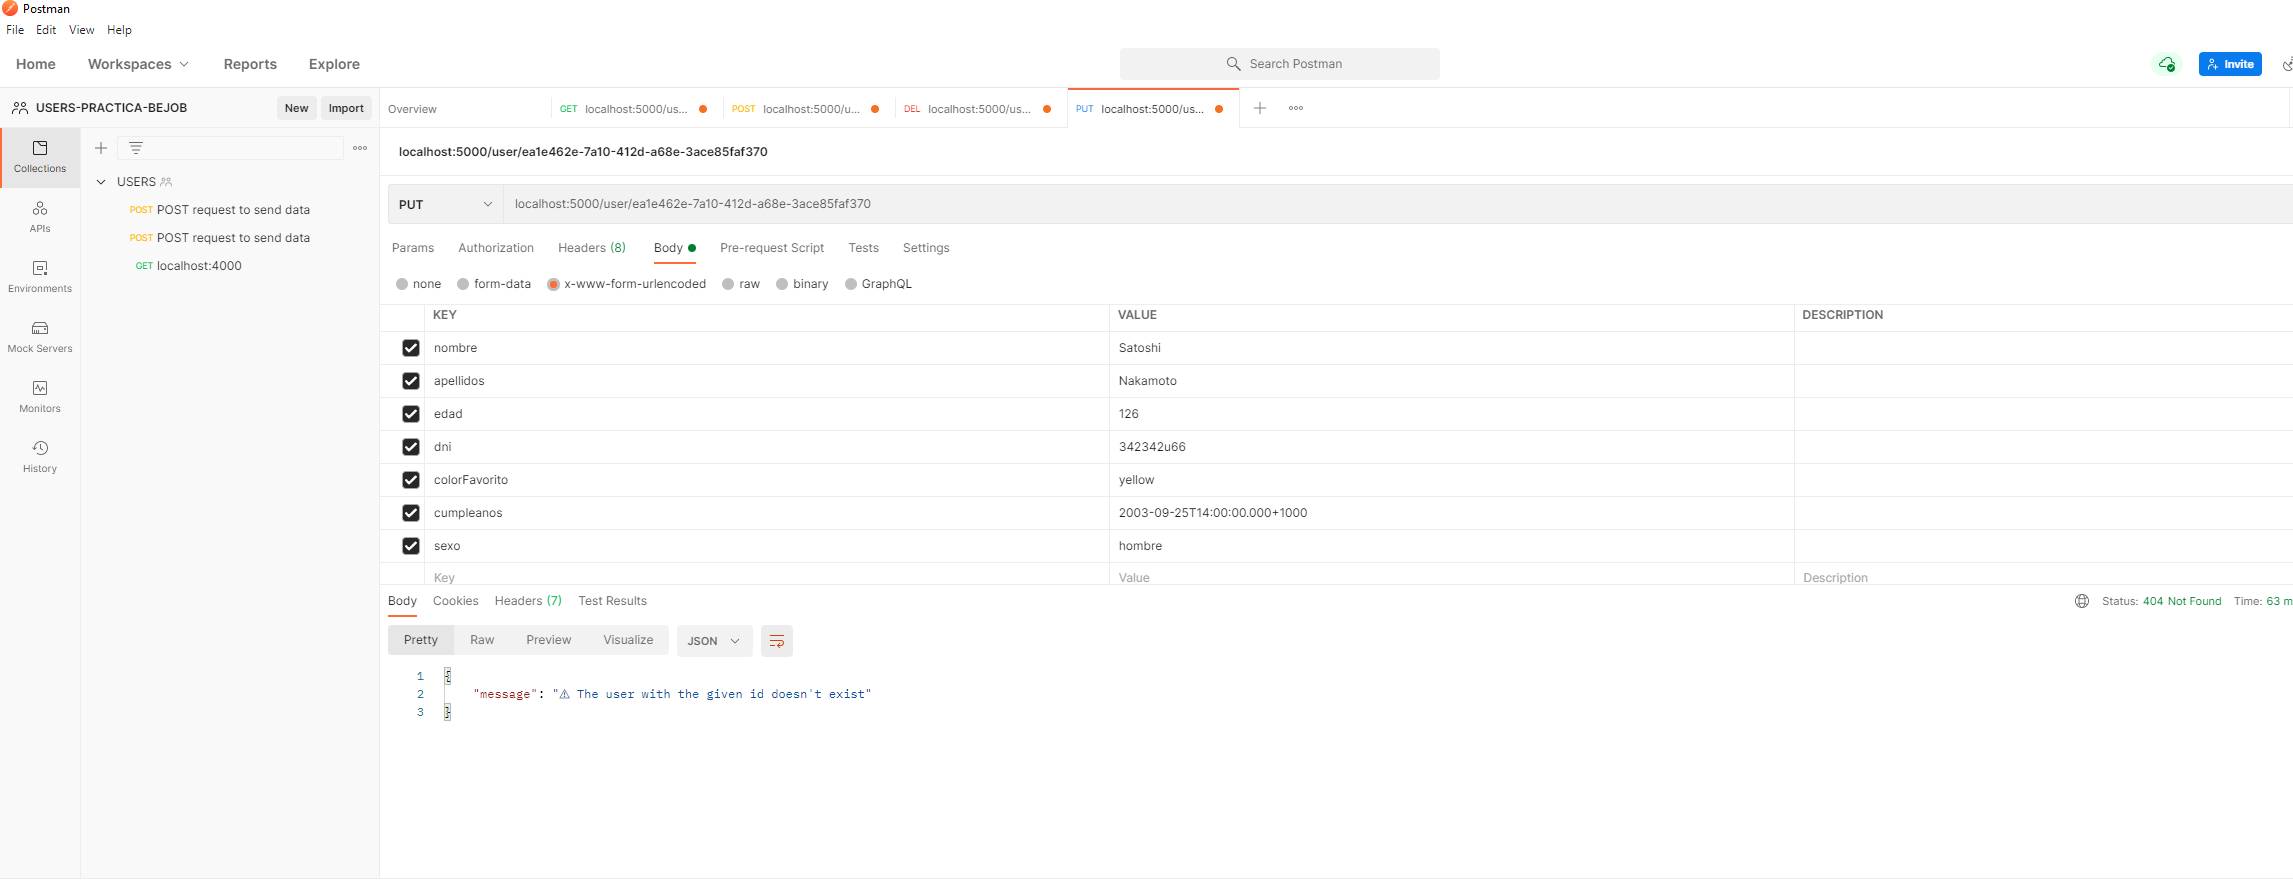 Postman
File Edit View Help
Home Workspaces Reports Explore
Search Postman
Invite
USERS-PRACTICA-BEJOB New Import
Overview GET localhost:5000/us... POST localhost:5000/u... DEL localhost:5000/us... PUT localhost:5000/us...
Collections
APIs
Environments
Mock Servers
Monitors
History
USERS
POST POST request to send data
POST POST request to send data
GET localhost:4000
localhost:5000/user/ea1e462e-7a10-412d-a68e-3ace85faf370
PUT localhost:5000/user/ea1e462e-7a10-412d-a68e-3ace85faf370
Params Authorization Headers (8) Body Pre-request Script Tests Settings
none form-data x-www-form-urlencoded raw binary GraphQL
KEY VALUE DESCRIPTION
nombre Satoshi
apellidos Nakamoto
edad 126
dni 342342u66
colorFavorito yellow
cumpleanos 2003-09-25T14:00:00.000+1000
sexo hombre
Key Value Description
Body Cookies Headers (7) Test Results Status: 404 Not Found Time: 63 m
Pretty Raw Preview Visualize JSON
1 {
2 "message": "⚠ The user with the given id doesn't exist"
3 }